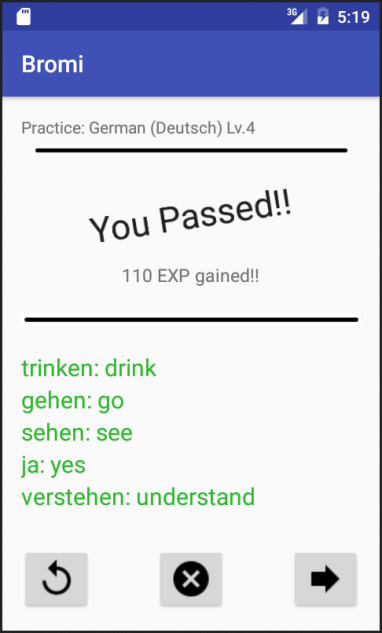 3G 5:19
Bromi
Practice: German (Deutsch) Lv.4
You Passed!!
110 EXP gained!!
trinken: drink
gehen: go
sehen: see
ja: yes
verstehen: understand